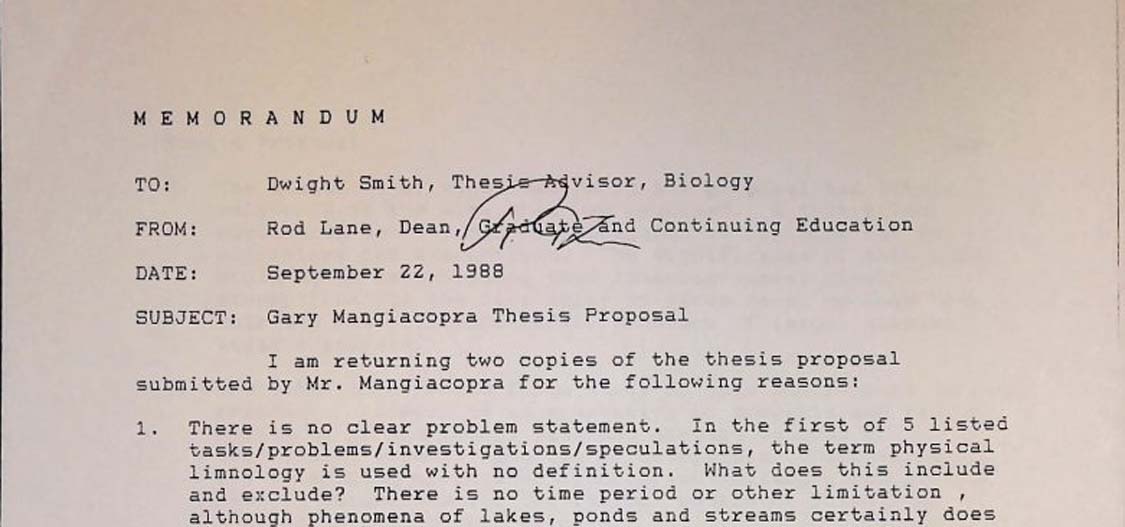 M E M O R A N D U M
TO: Dwight Smith, Thesis Advisor, Biology
FROM: Rod Lane, Dean, Graduate and Continuing Education
DATE: September 22, 1988
SUBJECT: Gary Mangiacopra Thesis Proposal
I am returning two copies of the thesis proposal
submitted by Mr. Mangiacopra for the following reasons:
1. There is no clear problem statement. In the first of 5 listed
tasks/problems/investigations/speculations, the term physical
limnology is used with no definition. What does this include
and exclude? There is no time period or other limitation ,
although phenomena of lakes, ponds and streams certainly does